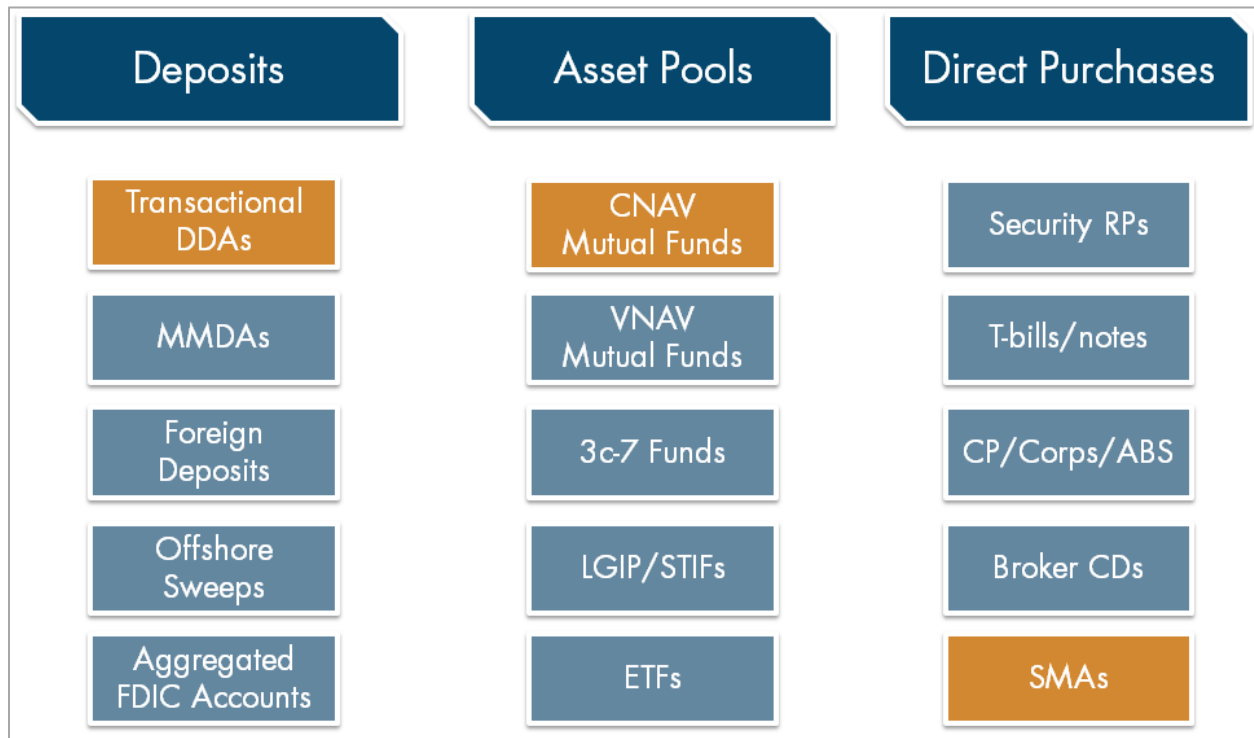 Deposits
Transactional
DDAs
MMDAs
Foreign
Deposits
Offshore
Sweeps
Aggregated
FDIC Accounts
Asset Pools
CNAV
Mutual Funds
VNAV
Mutual Funds
3c-7 Funds
LGIP/STIFs
ETFs
Direct Purchases
Security RPs
T-bills/notes
CP/Corps/ABS
Broker CDs
SMAs